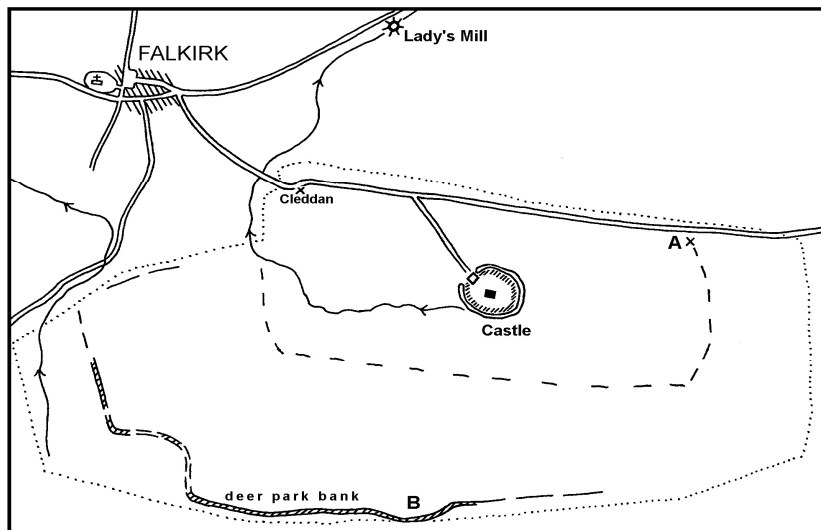 FALKIRK
Lady's Mill
Cleddan
A
Castle
deer park bank
B